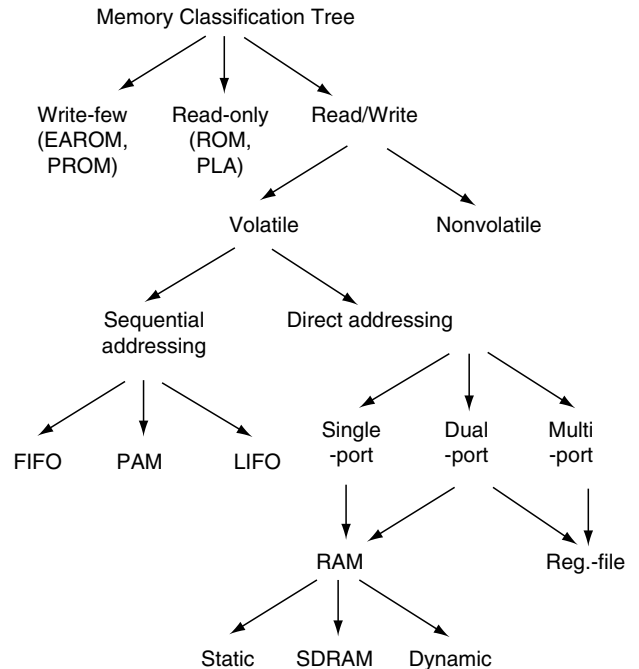 Memory Classification Tree
Write-few
(EAROM,
PROM)
Read-only
(ROM,
PLA)
Read/Write
Volatile
Nonvolatile
Sequential
addressing
Direct addressing
FIFO
PAM
LIFO
Single
-port
Dual
-port
Multi
-port
RAM
Reg.-file
Static
SDRAM
Dynamic